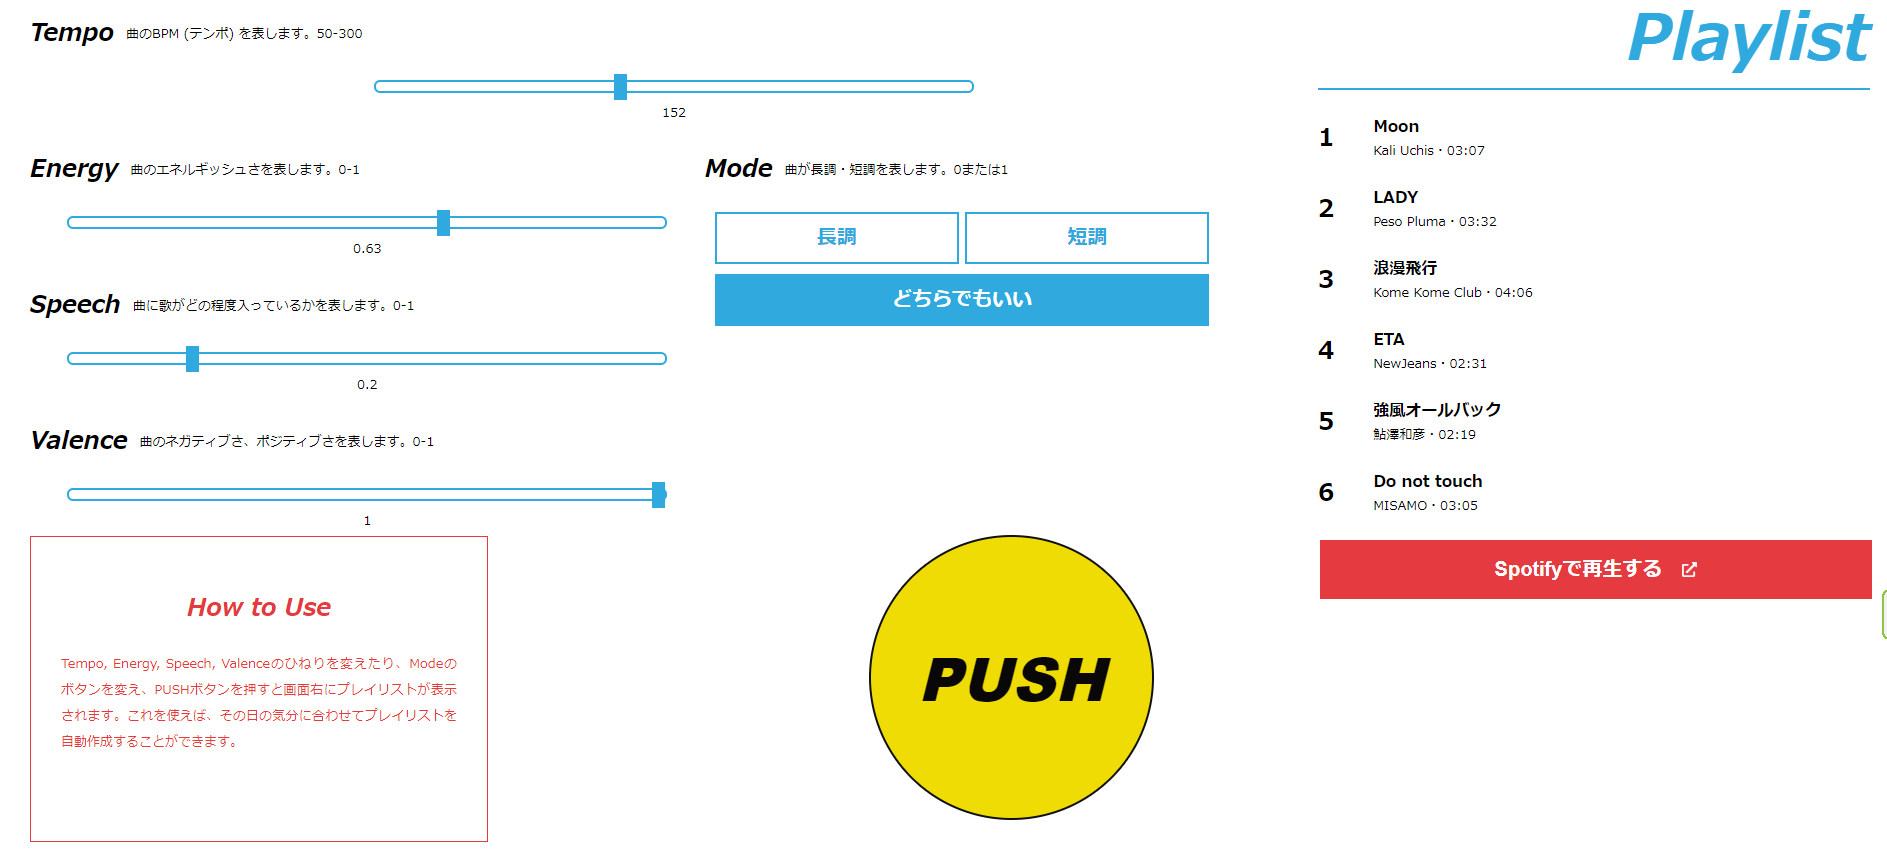 Tempo 曲のBPM (テンポ) を表します。50-300
152
Energy 曲のエネルギッシュさを表します。0-1
0.63
Speech 曲に歌がどの程度入っているかを表します。0-1
0.2
Valence 曲のネガティブさ、ポジティブさを表します。0-1
1
Mode 曲が長調・短調を表します。0または1
長調 短調
どちらでもいい
How to Use
Tempo, Energy, Speech, Valenceのひねりを変えたり、Modeの
ボタンを変え、PUSHボタンを押すと画面右にプレイリストが表示
されます。これを使えば、その日の気分に合わせてプレイリストを
自動作成することができます。
PUSH
Playlist
1 Moon
Kali Uchis・03:07
2 LADY
Peso Pluma・03:32
3 浪漫飛行
Kome Kome Club・04:06
4 ETA
NewJeans・02:31
5 強風オールバック
鮎澤和彦・02:19
6 Do not touch
MISAMO・03:05
Spotifyで再生する